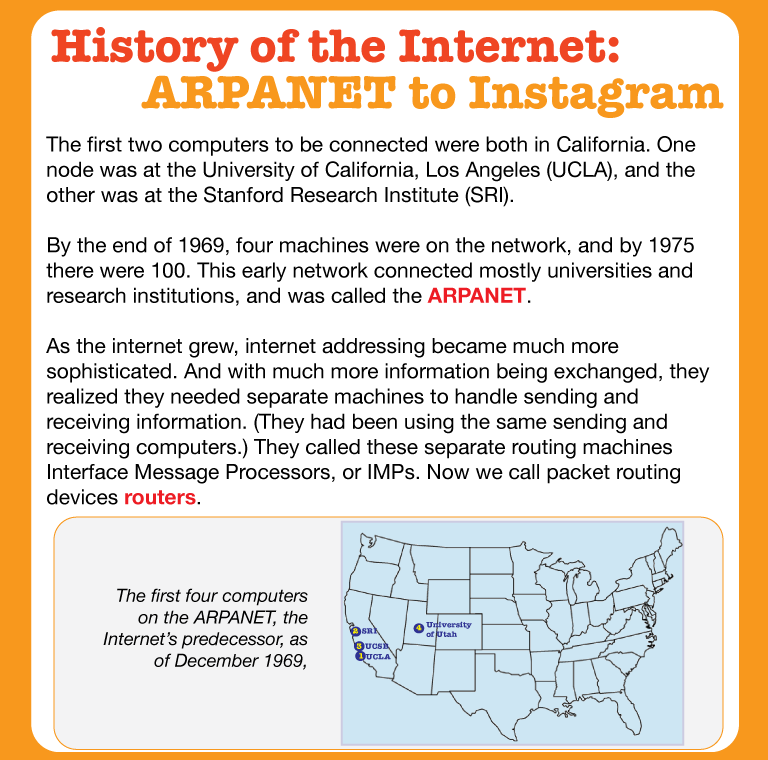 History of the Internet:
ARPANET to Instagram
The first two computers to be connected were both in California. One
node was at the University of California, Los Angeles (UCLA), and the
other was at the Stanford Research Institute (SRI).
By the end of 1969, four machines were on the network, and by 1975
there were 100. This early network connected mostly universities and
research institutions, and was called the ARPANET.
As the internet grew, internet addressing became much more
sophisticated. And with much more information being exchanged, they
realized they needed separate machines to handle sending and
receiving information. (They had been using the same sending and
receiving computers.) They called these separate routing machines
Interface Message Processors, or IMPs. Now we call packet routing
devices routers.
The first four computers
on the ARPANET, the
Internet's predecessor, as
of December 1969,
4 University
of Utah
2 SRI
3 UCSB
1 UCLA